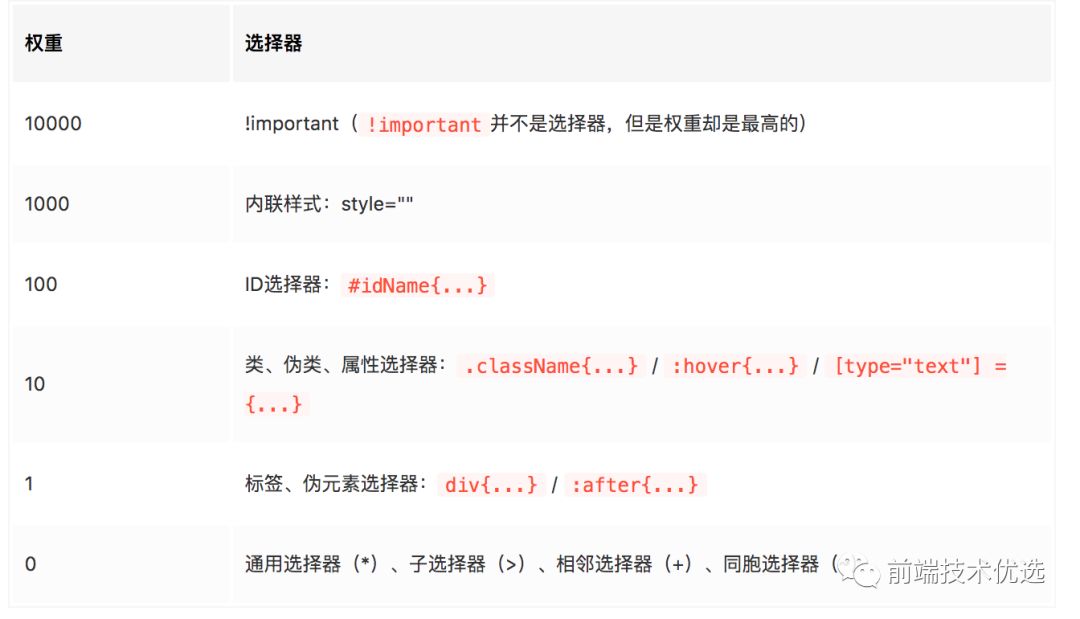 权重 选择器
10000 !important（ !important 并不是选择器，但是权重却是最高的）
1000 内联样式：style=""
100 ID选择器： #idName{...}
10 类、伪类、属性选择器： .className{...} / :hover{...} / [type="text"] =
{...}
1 标签、伪元素选择器： div{...} / :after{...}
0 通用选择器（*）、子选择器（>）、相邻选择器（+）、同胞选择器（
前端技术优选